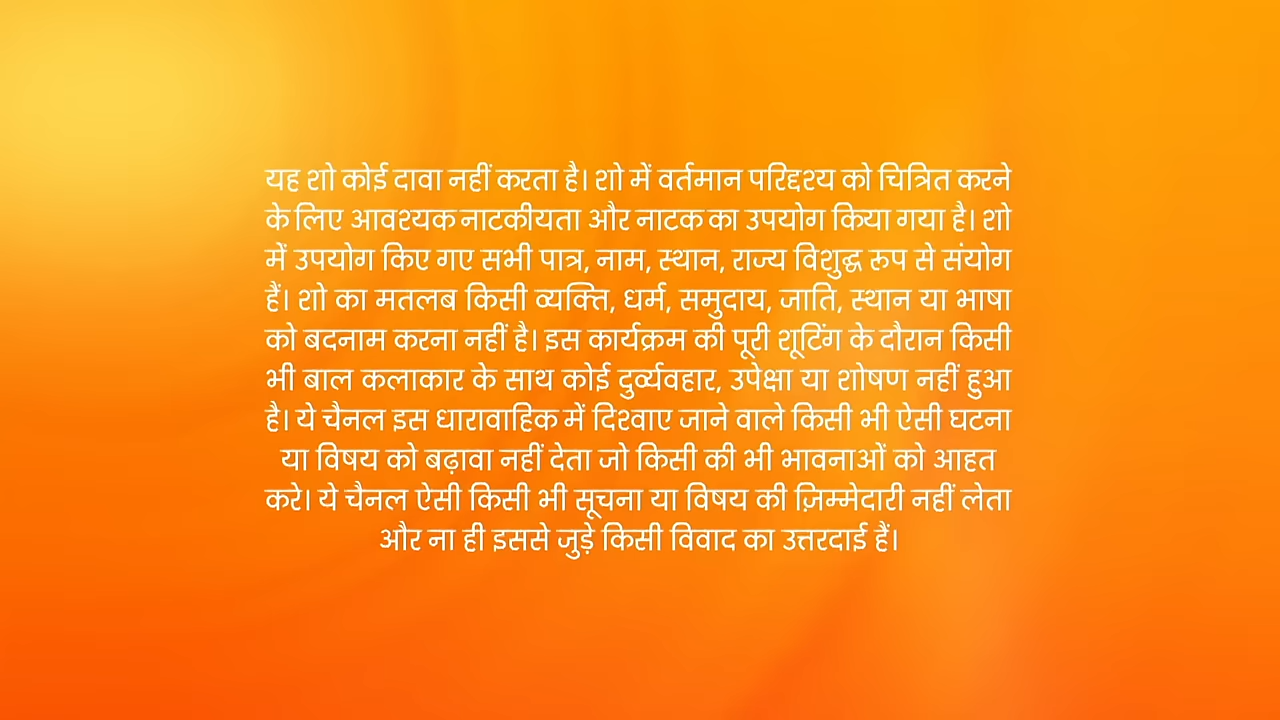 यह शो कोई दावा नहीं करता है। शो में वर्तमान परिद्दश्य को चित्रित करने
के लिए आवश्यक नाटकीयता और नाटक का उपयोग किया गया है। शो
में उपयोग किए गए सभी पात्र, नाम, स्थान, राज्य विशुद्ध रुप से संयोग
हैं। शो का मतलब किसी व्यक्ति, धर्म, समुदाय, जाति, स्थान या भाषा
को बदनाम करना नहीं है। इस कार्यक्रम की पूरी शूटिंग के दौरान किसी
भी बाल कलाकार के साथ कोई दुर्व्यवहार, उपेक्षा या शोषण नहीं हुआ
है। ये चैनल इस धारावाहिक में दिश्वाए जाने वाले किसी भी ऐसी घटना
या विषय को बढ़ावा नहीं देता जो किसी की भी भावनाओं को आहत
करे। ये चैनल ऐसी किसी भी सूचना या विषय की ज़िम्मेदारी नहीं लेता
और ना ही इससे जुड़े किसी विवाद का उत्तरदाई हैं।